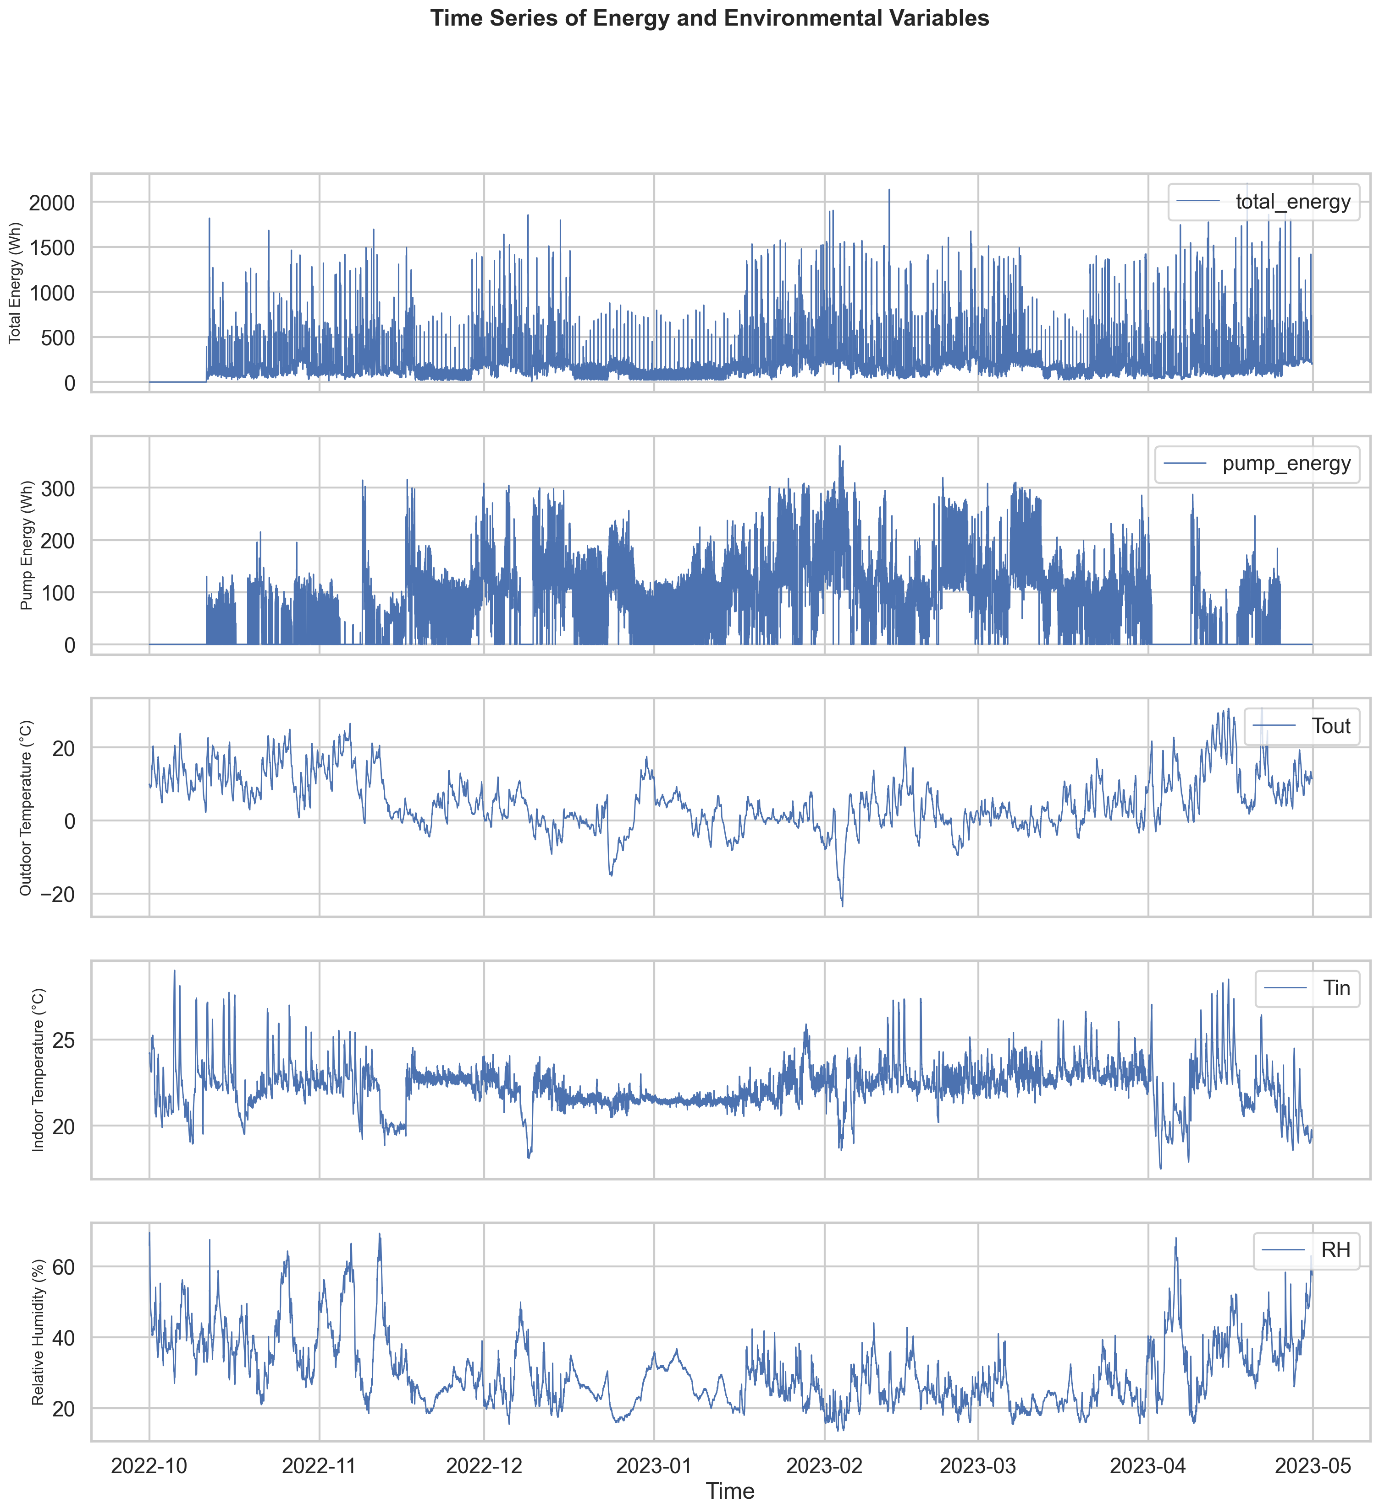 Time Series of Energy and Environmental Variables
Total Energy (Wh)
2000
1500
1000
500
0
total_energy
Pump Energy (Wh)
300
200
100
0
pump_energy
Outdoor Temperature (°C)
20
0
−20
Tout
Indoor Temperature (°C)
25
20
Tin
Relative Humidity (%)
60
40
20
RH
2022-10 2022-11 2022-12 2023-01 2023-02 2023-03 2023-04 2023-05
Time